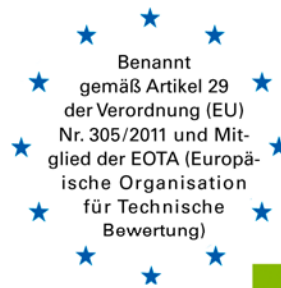 Benannt
gemäß Artikel 29
der Verordnung (EU)
Nr. 305/2011 und Mit-
glied der EOTA (Europä-
ische Organisation
für Technische
Bewertung)